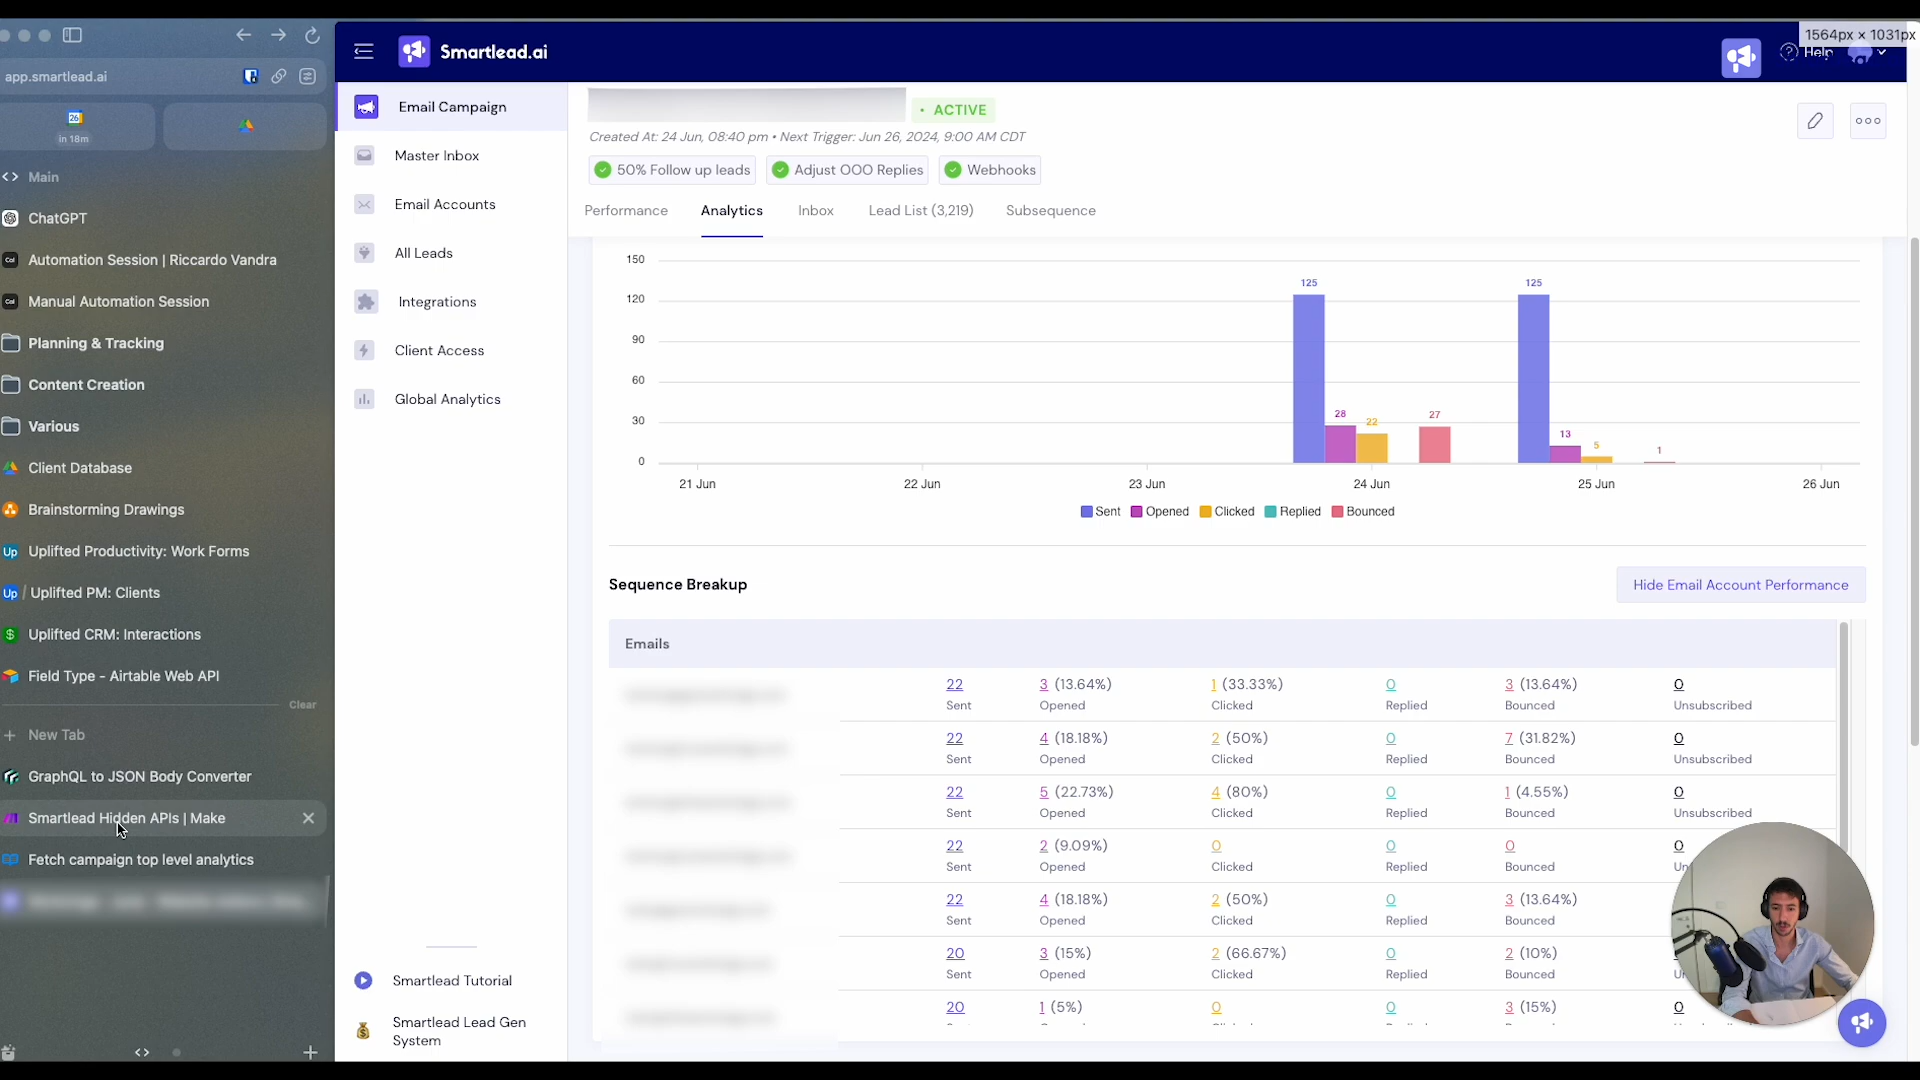 1564px × 1031px
app.smartlead.ai
Smartlead.ai
Help
26
in 18m
Main
ChatGPT
Automation Session | Riccardo Vandra
Manual Automation Session
Planning & Tracking
Content Creation
Various
Client Database
Brainstorming Drawings
Uplifted Productivity: Work Forms
/ Uplifted PM: Clients
Uplifted CRM: Interactions
Field Type - Airtable Web API
Clear
New Tab
GraphQL to JSON Body Converter
Smartlead Hidden APIs | Make
Fetch campaign top level analytics
Email Campaign
Master Inbox
Email Accounts
All Leads
Integrations
Client Access
Global Analytics
Smartlead Tutorial
Smartlead Lead Gen
System
• ACTIVE
Created At: 24 Jun, 08:40 pm • Next Trigger: Jun 26, 2024, 9:00 AM CDT
50% Follow up leads
Adjust OOO Replies
Webhooks
Performance
Analytics
Inbox
Lead List (3,219)
Subsequence
150
120
90
60
30
0
125
28
22
27
125
13
5
1
21 Jun
22 Jun
23 Jun
24 Jun
25 Jun
26 Jun
Sent
Opened
Clicked
Replied
Bounced
Sequence Breakup
Hide Email Account Performance
Emails
22 3 (13.64%) 1 (33.33%) 0 3 (13.64%) 0
Sent Opened Clicked Replied Bounced Unsubscribed
22 4 (18.18%) 2 (50%) 0 7 (31.82%) 0
Sent Opened Clicked Replied Bounced Unsubscribed
22 5 (22.73%) 4 (80%) 0 1 (4.55%) 0
Sent Opened Clicked Replied Bounced Unsubscribed
22 2 (9.09%) 0 0 0 0
Sent Opened Clicked Replied Bounced
22 4 (18.18%) 2 (50%) 0 3 (13.64%)
Sent Opened Clicked Replied Bounced
20 3 (15%) 2 (66.67%) 0 2 (10%)
Sent Opened Clicked Replied Bounced
20 1 (5%) 0 0 3 (15%) 0